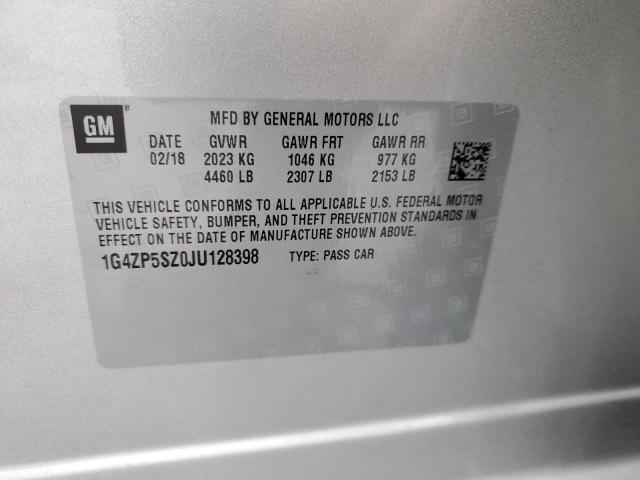 GM ®
MFD BY GENERAL MOTORS LLC
DATE GVWR GAWR FRT GAWR RR
02/18 2023 KG 1046 KG 977 KG
4460 LB 2307 LB 2153 LB
THIS VEHICLE CONFORMS TO ALL APPLICABLE U.S. FEDERAL MOTOR
VEHICLE SAFETY, BUMPER, AND THEFT PREVENTION STANDARDS IN
EFFECT ON THE DATE OF MANUFACTURE SHOWN ABOVE.
1G4ZP5SZ0JU128398 TYPE: PASS CAR